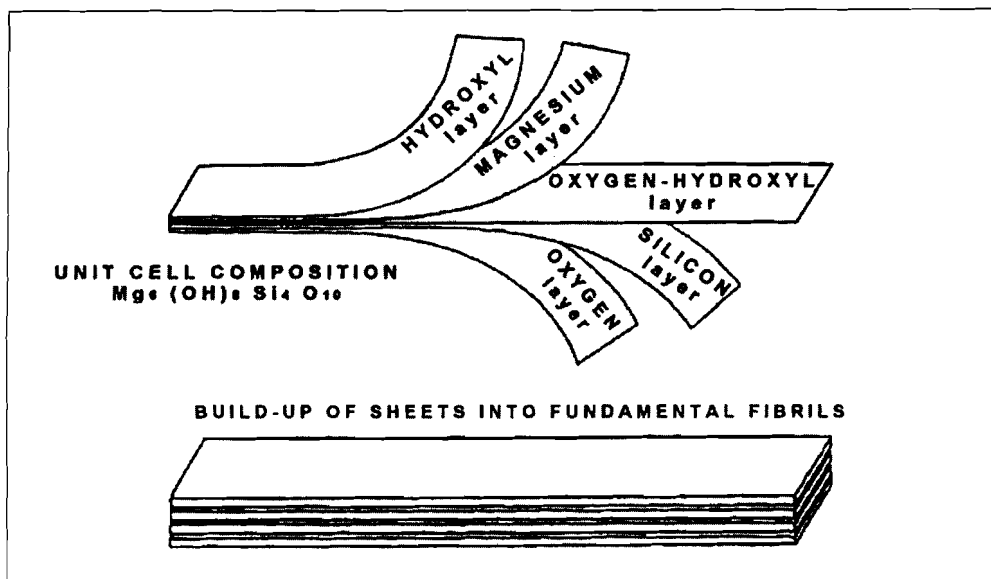 HYDROXYL
layer
MAGNESIUM
layer
OXYGEN-HYDROXYL
layer
SILICON
layer
OXYGEN
layer
UNIT CELL COMPOSITION
Mg₆ (OH)₈ Si₄ O₁₀
BUILD-UP OF SHEETS INTO FUNDAMENTAL FIBRILS